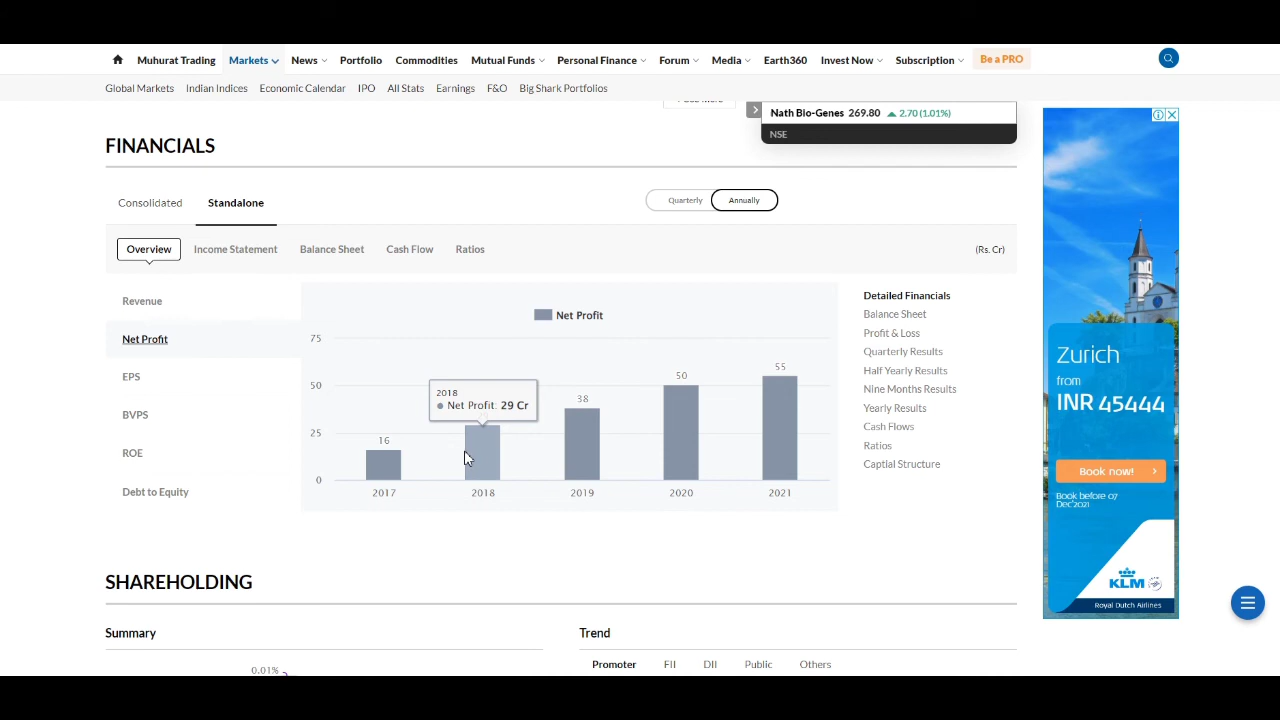 Muhurat Trading Markets News Portfolio Commodities Mutual Funds Personal Finance Forum Media Earth360 Invest Now Subscription Be a PRO
Global Markets Indian Indices Economic Calendar IPO All Stats Earnings F&O Big Shark Portfolios
Nath Bio-Genes 269.80 2.70 (1.01%)
NSE
FINANCIALS
Consolidated Standalone
Quarterly Annually
Overview Income Statement Balance Sheet Cash Flow Ratios (Rs. Cr)
Revenue
Net Profit
EPS
BVPS
ROE
Debt to Equity
Net Profit
75
50
25
0
2018
Net Profit: 29 Cr
16
38
50
55
2017 2018 2019 2020 2021
Detailed Financials
Balance Sheet
Profit & Loss
Quarterly Results
Half Yearly Results
Nine Months Results
Yearly Results
Cash Flows
Ratios
Captial Structure
Zurich
from
INR 45444
Book now!
Book before 07
Dec'2021
KLM
Royal Dutch Airlines
SHAREHOLDING
Summary
0.01%
Trend
Promoter FII DII Public Others